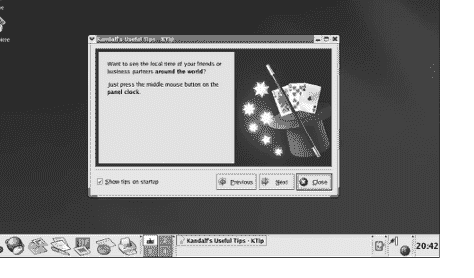 Kandalf's Useful Tips - KTip
Want to see the local time of your friends or
business partners around the world?
Just press the middle mouse button on the
panel clock.
Show tips on startup
Previous
Next
Close
Kandalf's Useful Tips - KTip
20:42